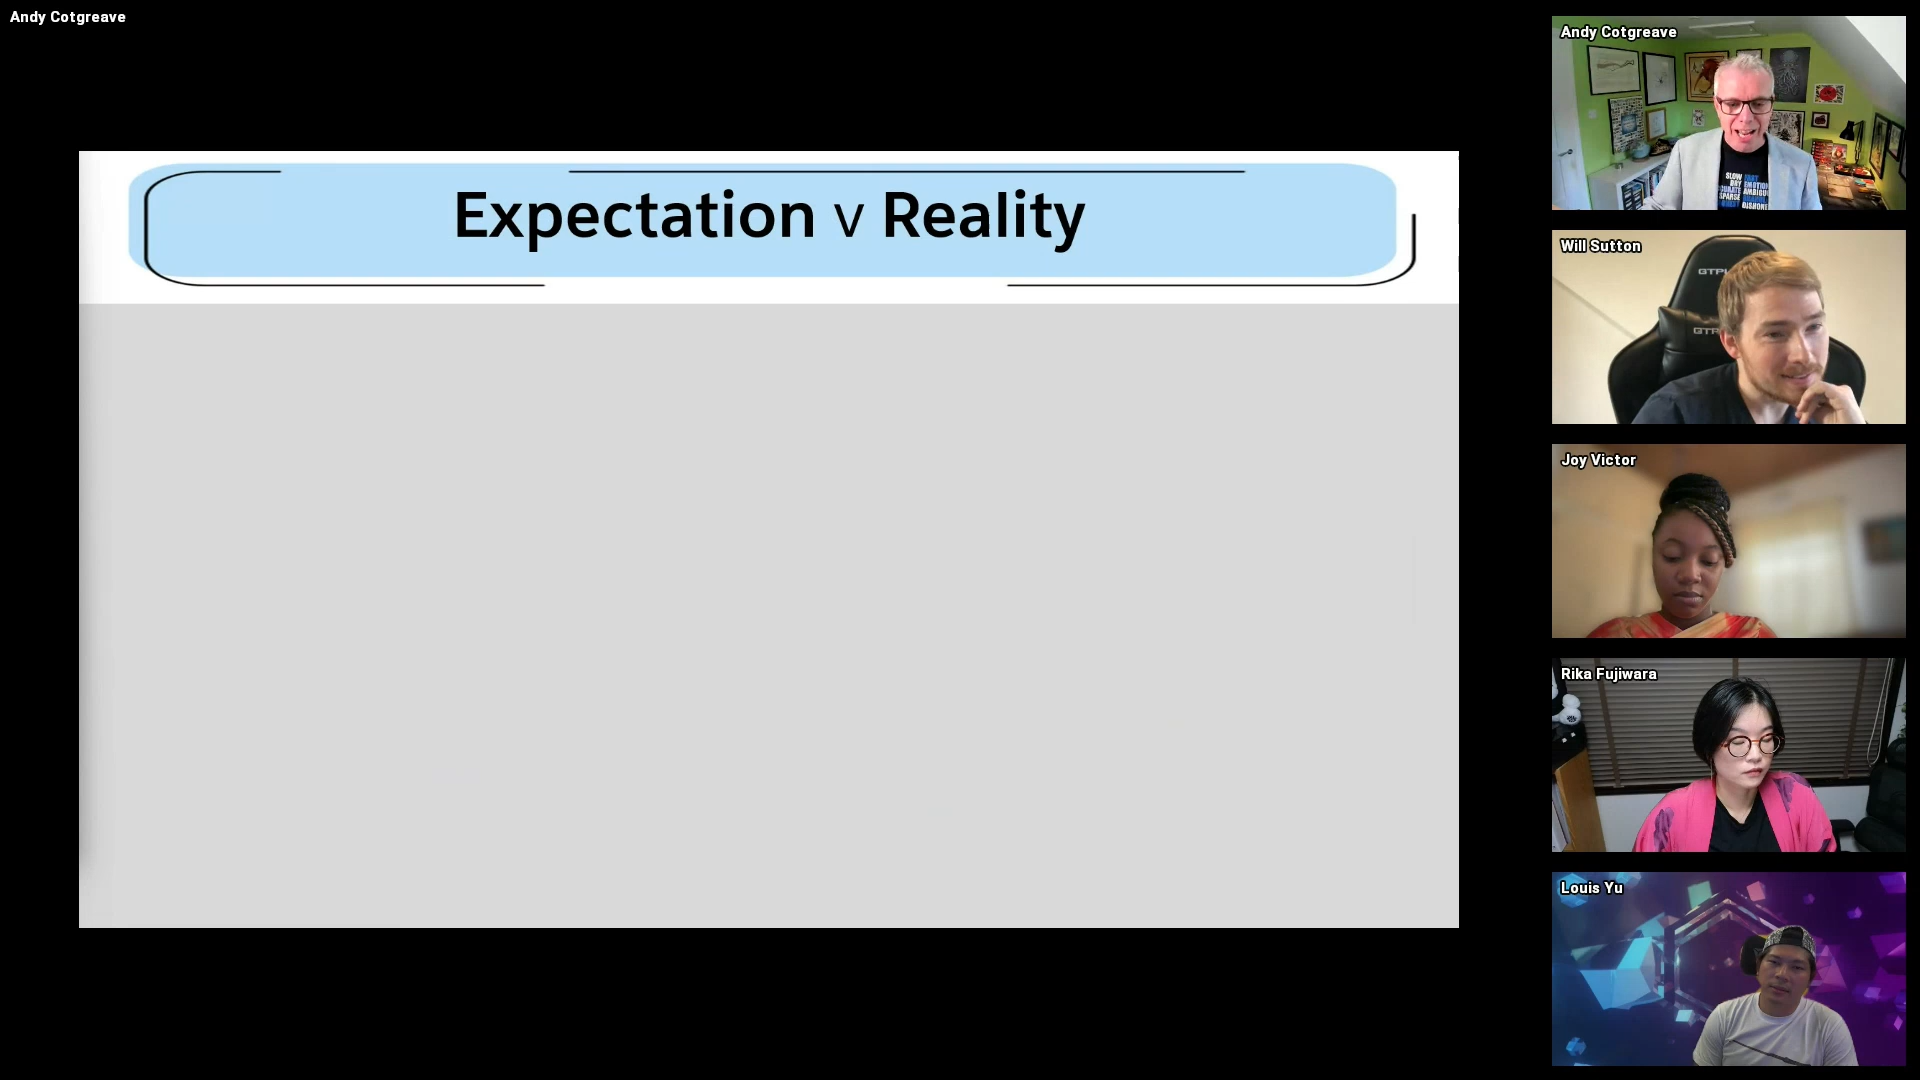 Andy Cotgreave
Expectation v Reality
Andy Cotgreave
Will Sutton
Joy Victor
Rika Fujiwara
Louis Yu